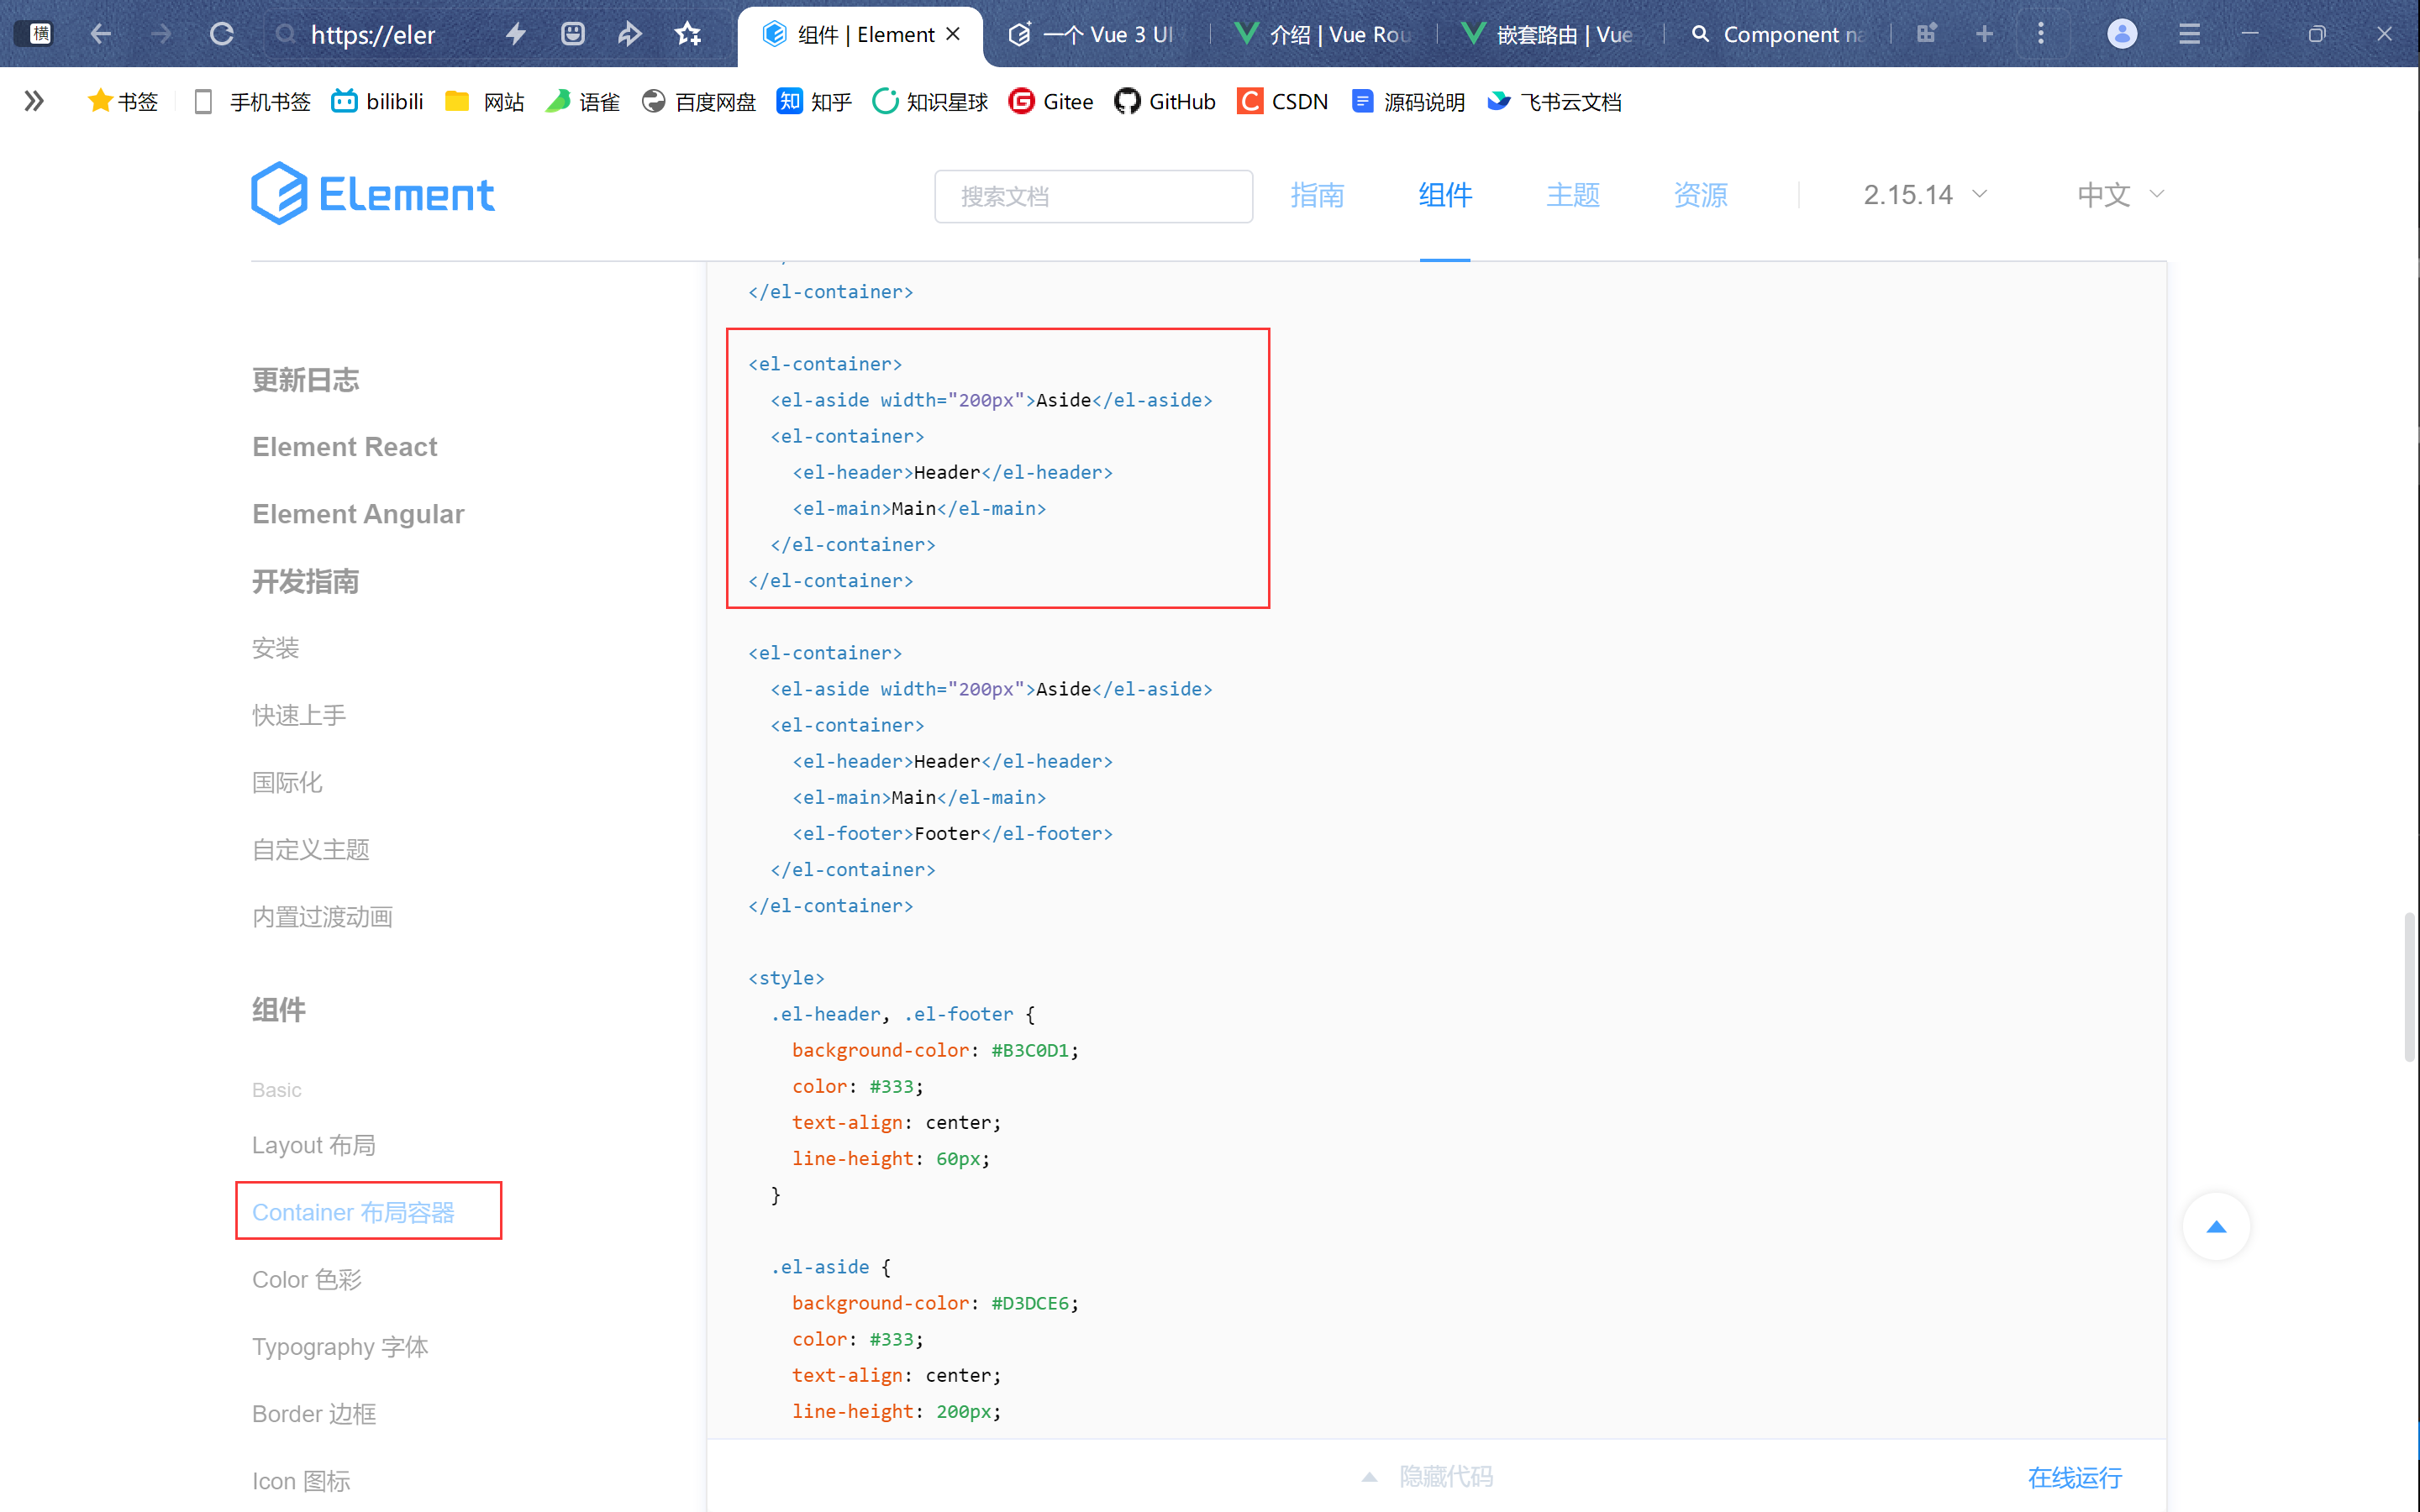 横
https://eler
组件 | Element
一个 Vue 3 UI
介绍 | Vue Rou
嵌套路由 | Vue
Component na
书签
手机书签
bilibili
网站
语雀
百度网盘
知 知乎
知识星球
Gitee
GitHub
CSDN
源码说明
飞书云文档
Element
搜索文档
指南
组件
主题
资源
2.15.14
中文
更新日志
Element React
Element Angular
开发指南
安装
快速上手
国际化
自定义主题
内置过渡动画
组件
Basic
Layout 布局
Container 布局容器
Color 色彩
Typography 字体
Border 边框
Icon 图标
</el-container>
<el-container>
<el-aside width="200px">Aside</el-aside>
<el-container>
<el-header>Header</el-header>
<el-main>Main</el-main>
</el-container>
</el-container>
<el-container>
<el-aside width="200px">Aside</el-aside>
<el-container>
<el-header>Header</el-header>
<el-main>Main</el-main>
<el-footer>Footer</el-footer>
</el-container>
</el-container>
<style>
.el-header, .el-footer {
background-color: #B3C0D1;
color: #333;
text-align: center;
line-height: 60px;
}
.el-aside {
background-color: #D3DCE6;
color: #333;
text-align: center;
line-height: 200px;
隐藏代码
在线运行